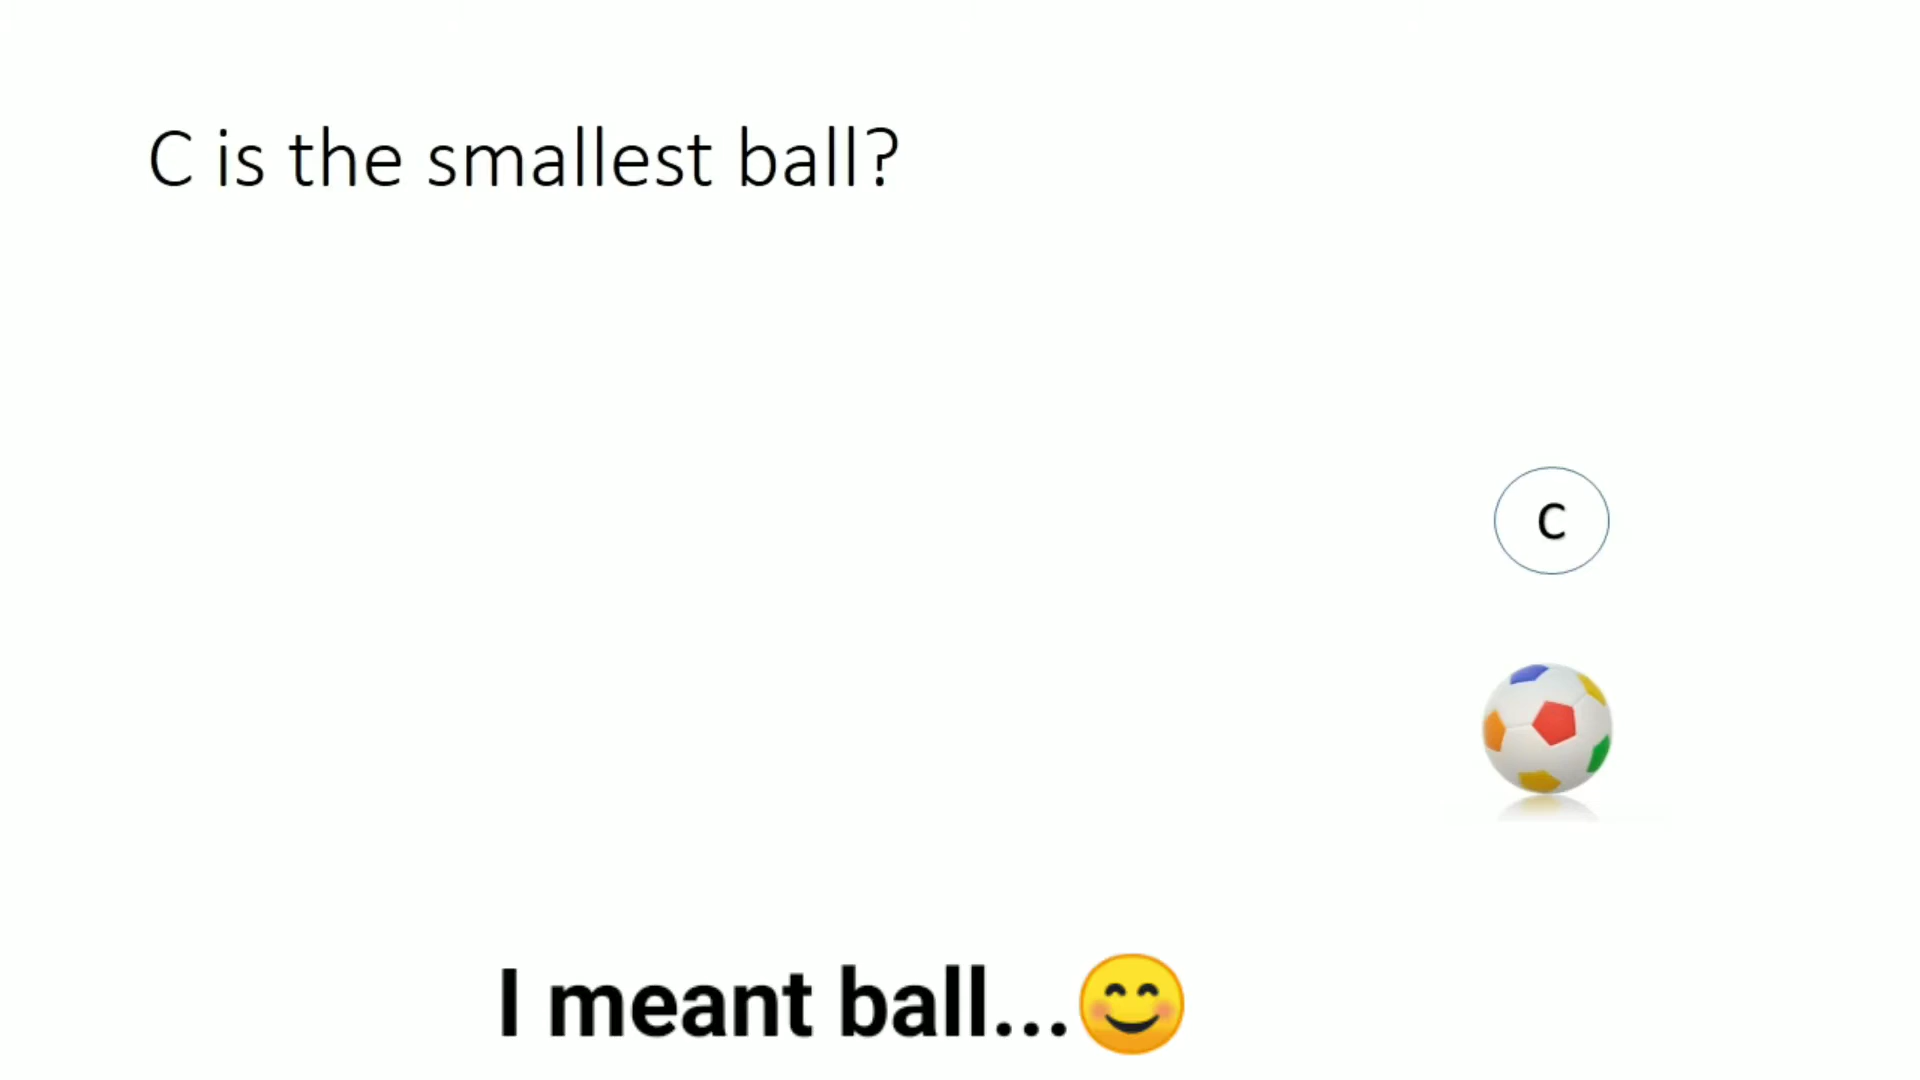 C is the smallest ball?
C
I meant ball...😊